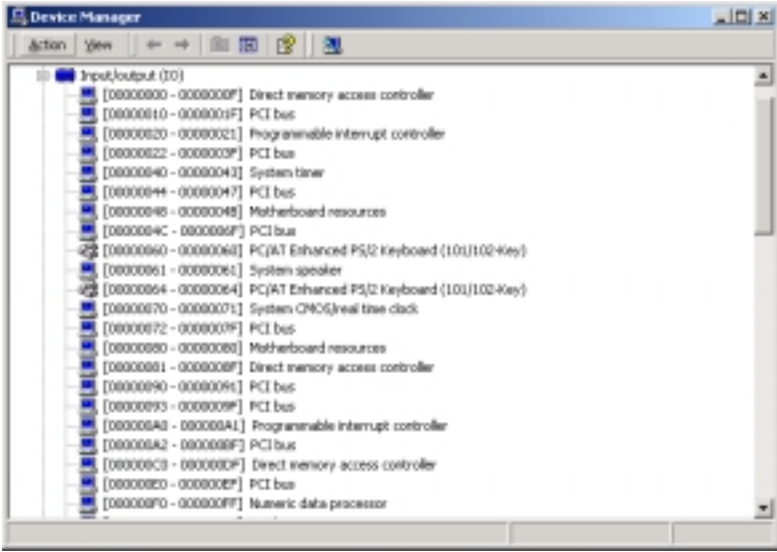 Device Manager
Action View
Input/output (IO)
[00000000 - 0000000F] Direct memory access controller
[00000010 - 0000001F] PCI bus
[00000020 - 00000021] Programmable interrupt controller
[00000022 - 0000003F] PCI bus
[00000040 - 00000043] System timer
[00000044 - 00000047] PCI bus
[00000048 - 0000004B] Motherboard resources
[0000004C - 0000006F] PCI bus
[00000060 - 00000060] PC/AT Enhanced PS/2 Keyboard (101/102-Key)
[00000061 - 00000061] System speaker
[00000064 - 00000064] PC/AT Enhanced PS/2 Keyboard (101/102-Key)
[00000070 - 00000071] System CMOS/real time clock
[00000072 - 0000007F] PCI bus
[00000080 - 00000080] Motherboard resources
[00000081 - 0000008F] Direct memory access controller
[00000090 - 00000091] PCI bus
[00000093 - 0000009F] PCI bus
[000000A0 - 000000A1] Programmable interrupt controller
[000000A2 - 000000BF] PCI bus
[000000C0 - 000000DF] Direct memory access controller
[000000E0 - 000000EF] PCI bus
[000000F0 - 000000FF] Numeric data processor